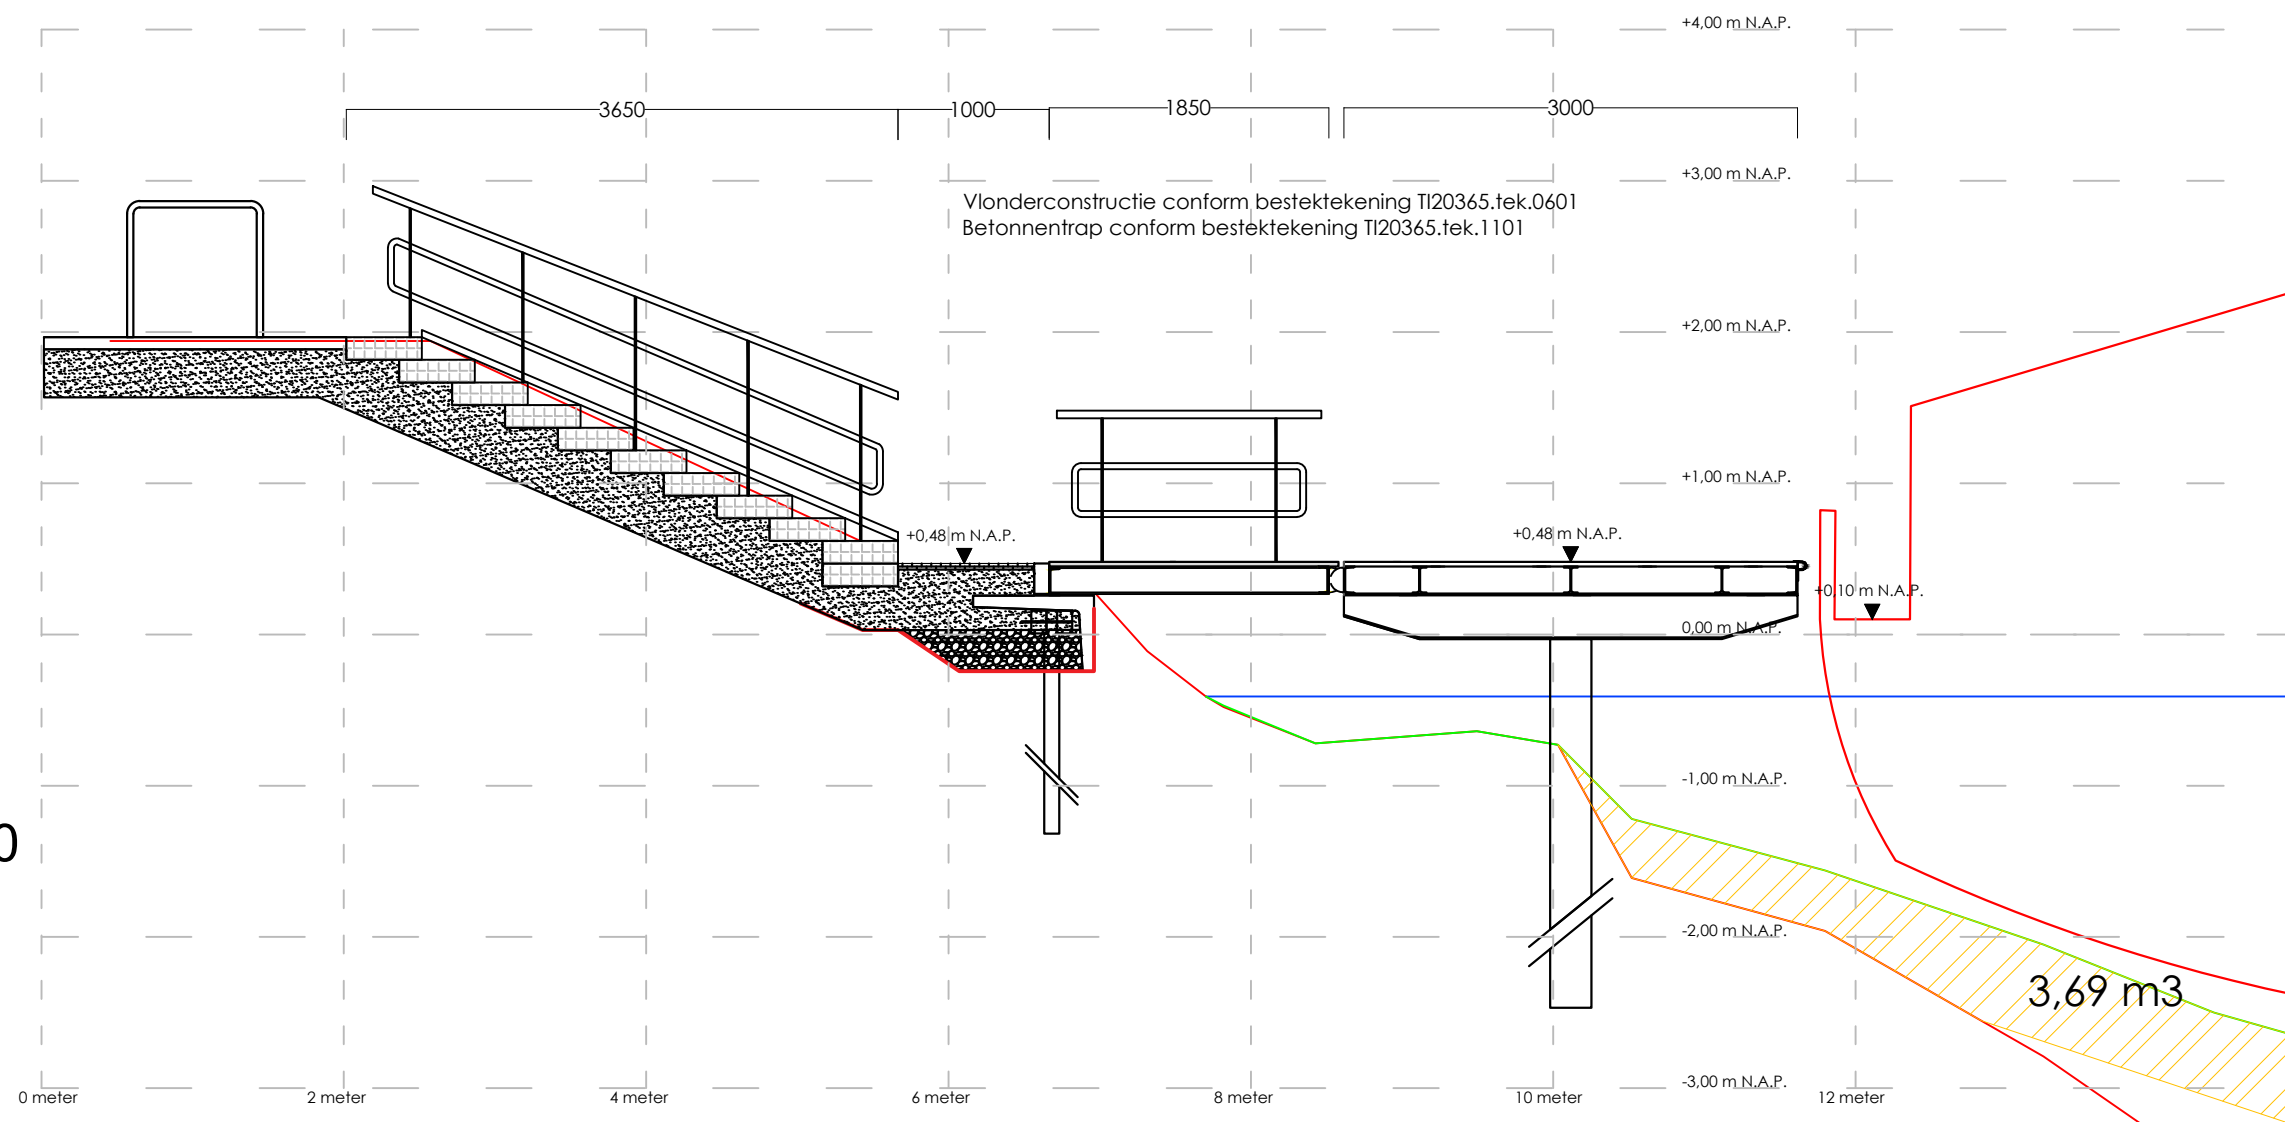 +4,00 m N.A.P.
3650
1000
1850
3000
+3,00 m N.A.P.
Vlonderconstructie conform bestektekening TI20365.tek.0601
Betonnentrap conform bestektekening TI20365.tek.1101
+2,00 m N.A.P.
+1,00 m N.A.P.
+0,48 m N.A.P.
+0,48 m N.A.P.
+0,10 m N.A.P.
0,00 m N.A.P.
-1,00 m N.A.P.
0
-2,00 m N.A.P.
3,69 m3
-3,00 m N.A.P.
0 meter
2 meter
4 meter
6 meter
8 meter
10 meter
12 meter